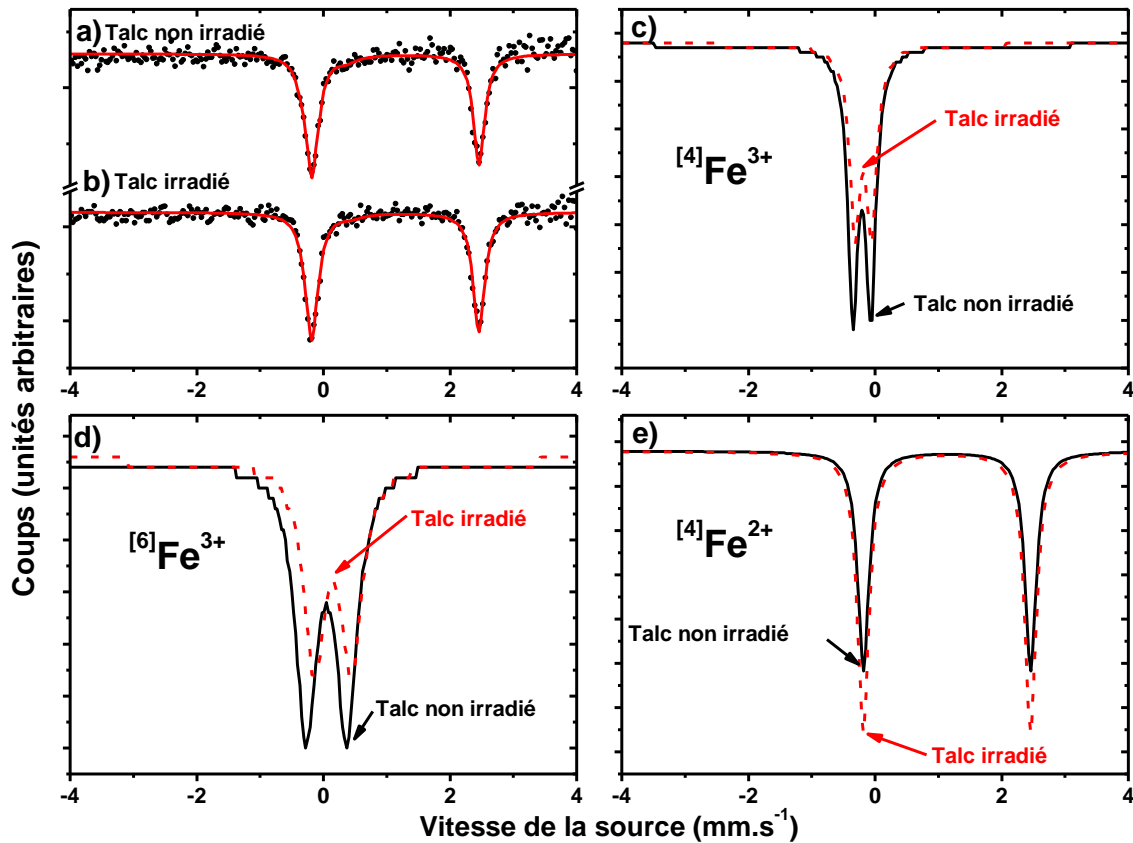 a) Talc non irradié
b) Talc irradié
-4 -2 0 2 4
c)
[4]Fe3+
Talc irradié
Talc non irradié
-4 -2 0 2 4
d)
[6]Fe3+
Talc irradié
Talc non irradié
-4 -2 0 2 4
e)
[4]Fe2+
Talc non irradié
Talc irradié
-4 -2 0 2 4
Coups (unités arbitraires)
Vitesse de la source (mm.s-1)